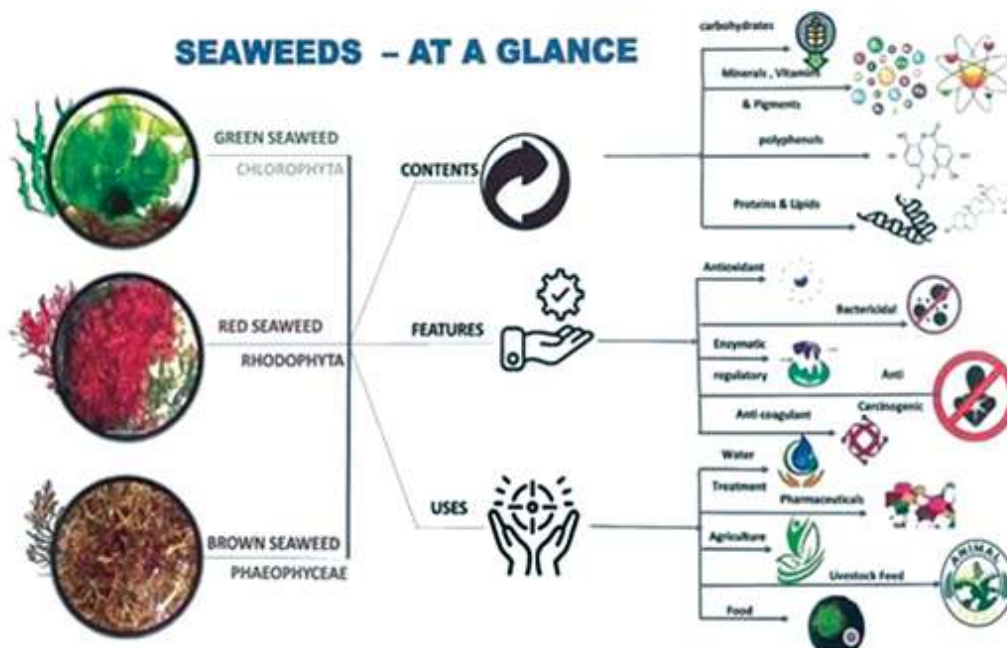 SEAWEEDS – AT A GLANCE
GREEN SEAWEED
CHLOROPHYTA
RED SEAWEED
RHODOPHYTA
BROWN SEAWEED
PHAEOPHYCEAE
CONTENTS
carbohydrates
Minerals , Vitamins
& Pigments
polyphenols
Proteins & Lipids
FEATURES
Antioxidant
Bactericidal
Enzymatic
regulatory
Anti
Carcinogenic
Anti-coagulant
USES
Water
Treatment
Pharmaceuticals
Agriculture
Livestock Feed
ANIMAL
Food